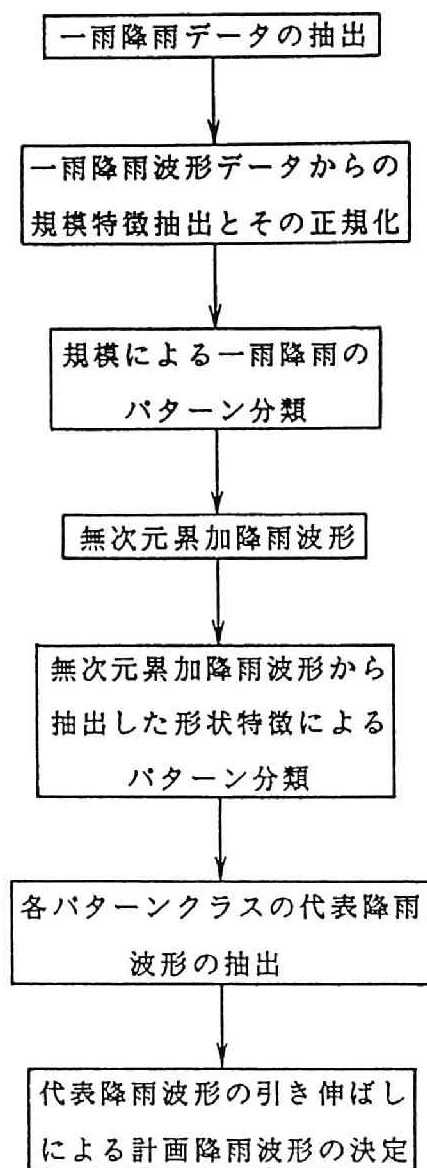 一雨降雨データの抽出
一雨降雨波形データからの
規模特徴抽出とその正規化
規模による一雨降雨の
パターン分類
無次元累加降雨波形
無次元累加降雨波形から
抽出した形状特徴による
パターン分類
各パターンクラスの代表降雨
波形の抽出
代表降雨波形の引き伸ばし
による計画降雨波形の決定